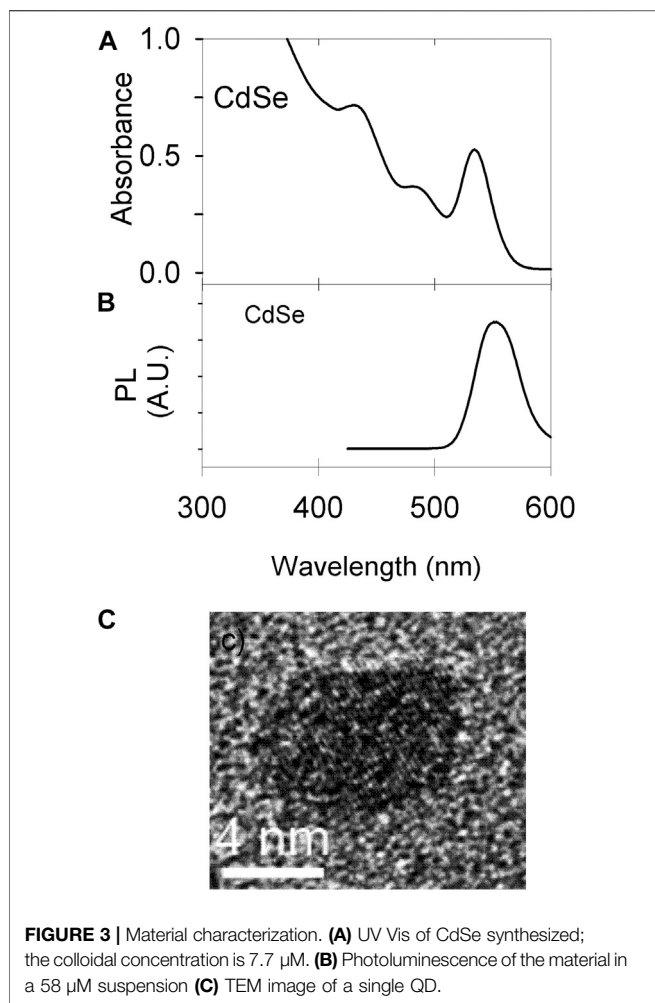 A
1.0
CdSe
Absorbance
0.5
0.0
B
CdSe
PL
(A.U.)
300 400 500 600
Wavelength (nm)
C
c)
4 nm
FIGURE 3 | Material characterization. (A) UV Vis of CdSe synthesized;
the colloidal concentration is 7.7 μM. (B) Photoluminescence of the material in
a 58 μM suspension (C) TEM image of a single QD.